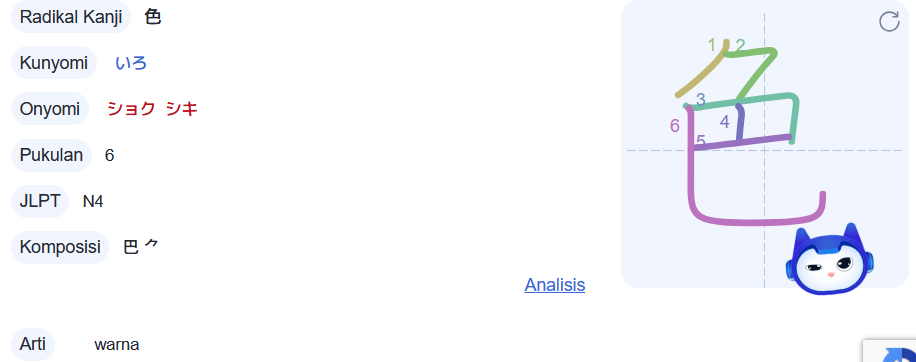 Radikal Kanji 色
Kunyomi いろ
Onyomi ショク シキ
Pukulan 6
JLPT N4
Komposisi 巴 ⺈
Analisis
Arti warna
1 2
3
6 4
5